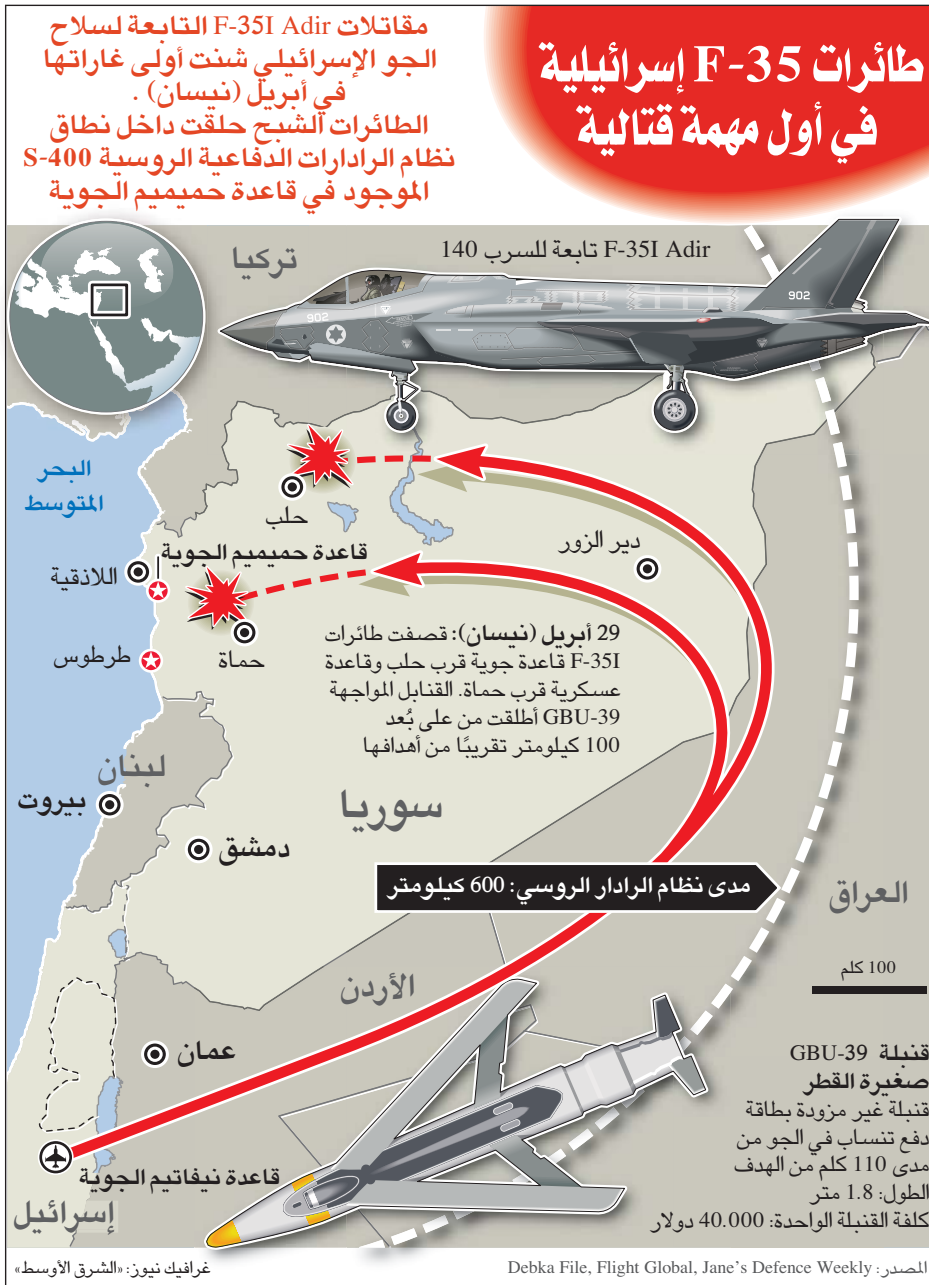 طائرات F-35 إسرائيلية
في أول مهمة قتالية
مقاتلات F-35I Adir التابعة لسلاح
الجو الإسرائيلي شنت أولى غاراتها
في أبريل (نيسان) .
الطائرات الشبح حلقت داخل نطاق
نظام الرادارات الدفاعية الروسية S-400
الموجود في قاعدة حميميم الجوية
F-35I Adir تابعة للسرب 140
تركيا
902
902
البحر
المتوسط
حلب
دير الزور
قاعدة حميميم الجوية
اللاذقية
حماة
طرطوس
29 أبريل (نيسان): قصفت طائرات
F-35I قاعدة جوية قرب حلب وقاعدة
عسكرية قرب حماة. القنابل المواجهة
GBU-39 أطلقت من على بُعد
100 كيلومتر تقريبًا من أهدافها
لبنان
بيروت
سوريا
دمشق
مدى نظام الرادار الروسي: 600 كيلومتر
العراق
100 كلم
الأردن
عمان
قاعدة نيفاتيم الجوية
إسرائيل
قنبلة GBU-39
صغيرة القطر
قنبلة غير مزودة بطاقة
دفع تنساب في الجو من
مدى 110 كلم من الهدف
الطول: 1.8 متر
كلفة القنبلة الواحدة: 40.000 دولار
المصدر: Debka File, Flight Global, Jane's Defence Weekly
غرافيك نيوز: «الشرق الأوسط»